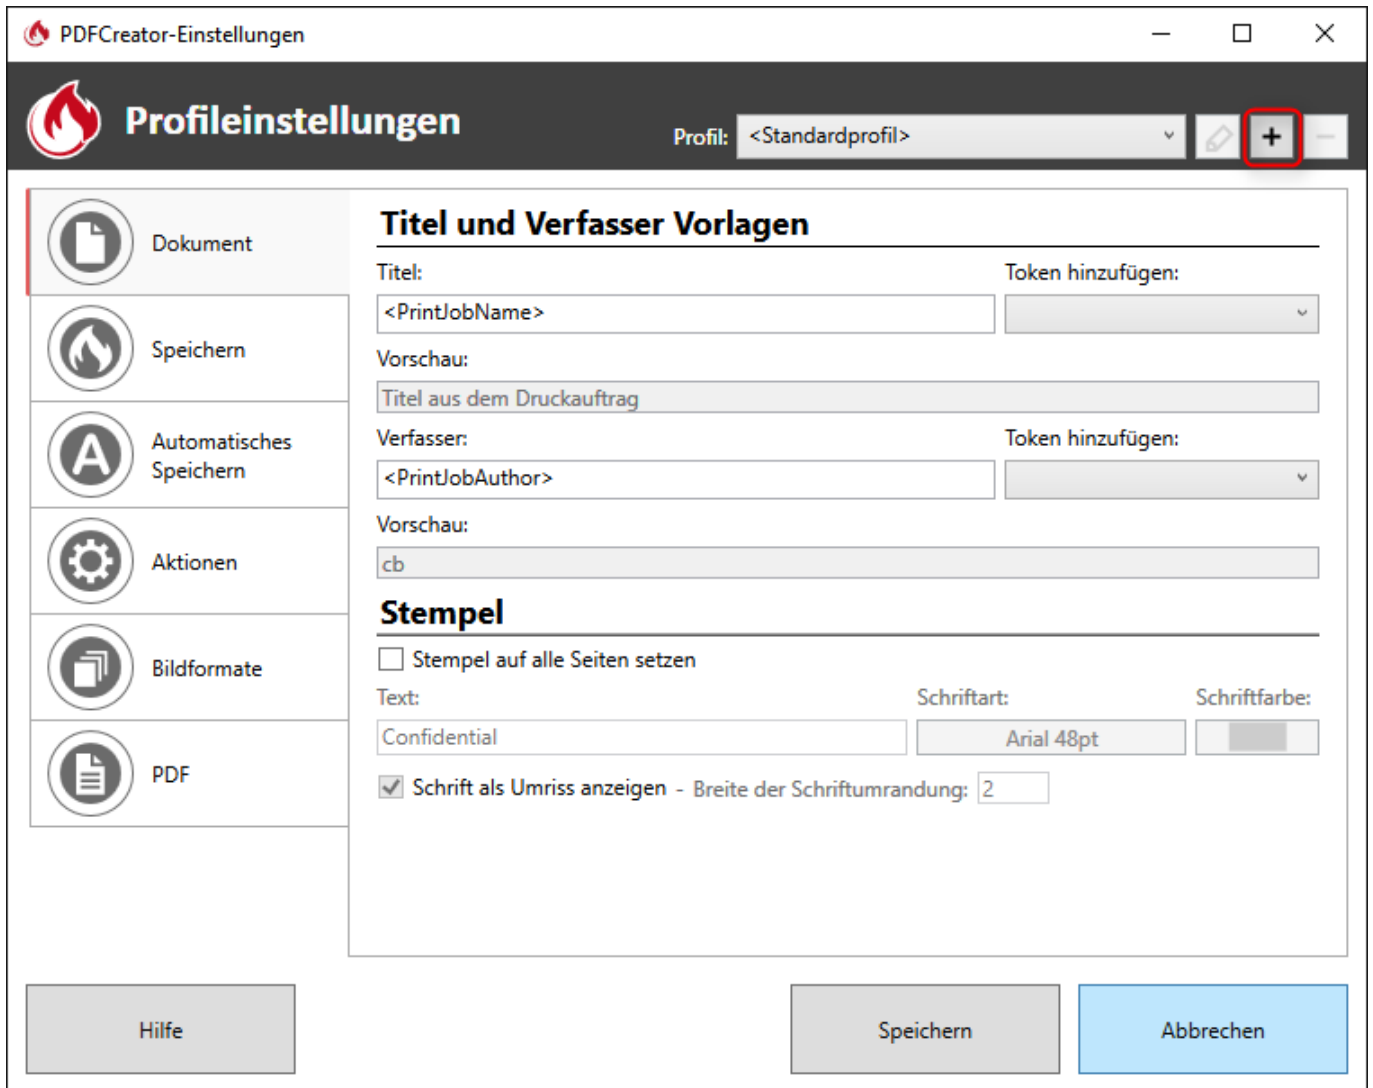 PDFCreator-Einstellungen
Profileinstellungen
Profil: <Standardprofil>
Dokument
Speichern
Automatisches
Speichern
Aktionen
Bildformate
PDF
Titel und Verfasser Vorlagen
Titel: Token hinzufügen:
<PrintJobName>
Vorschau:
Titel aus dem Druckauftrag
Verfasser: Token hinzufügen:
<PrintJobAuthor>
Vorschau:
cb
Stempel
Stempel auf alle Seiten setzen
Text: Schriftart: Schriftfarbe:
Confidential Arial 48pt
Schrift als Umriss anzeigen - Breite der Schriftumrandung: 2
Hilfe Speichern Abbrechen